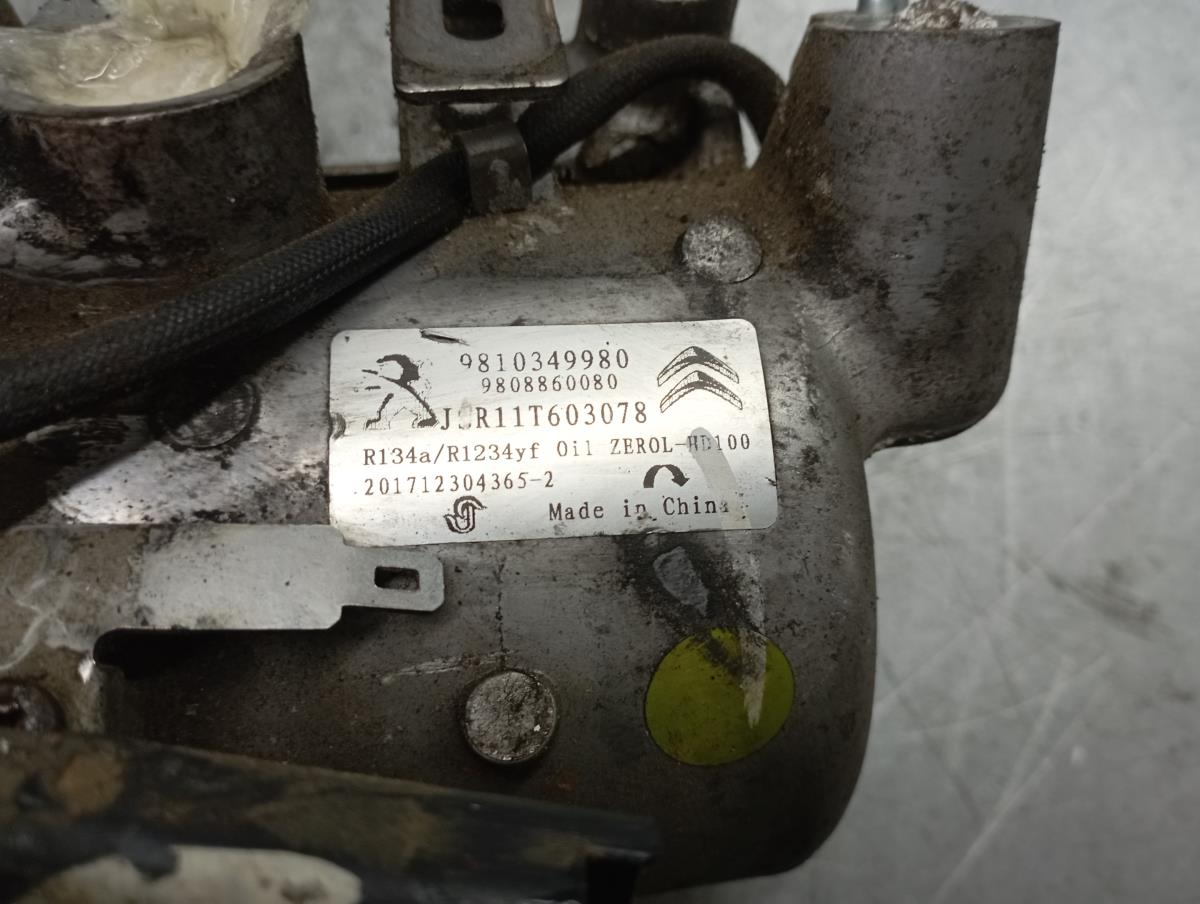 9810349980
9808860080
R134a/R1234yf Oil ZEROL-HD100
201712304365-2
Made in China